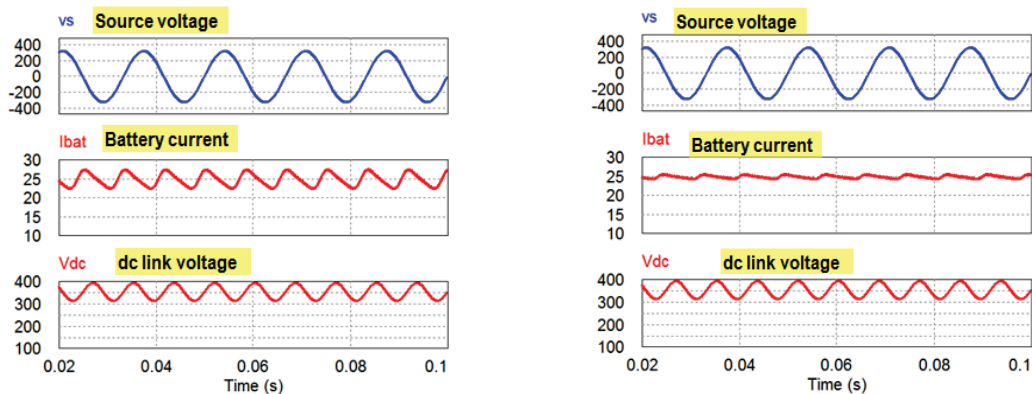 vs Source voltage
400
200
0
-200
-400
Ibat Battery current
30
25
20
15
10
Vdc dc link voltage
400
300
200
100
0.02 0.04 0.06 0.08 0.1
Time (s)
vs Source voltage
400
200
0
-200
-400
Ibat Battery current
30
25
20
15
10
Vdc dc link voltage
400
300
200
100
0.02 0.04 0.06 0.08 0.1
Time (s)